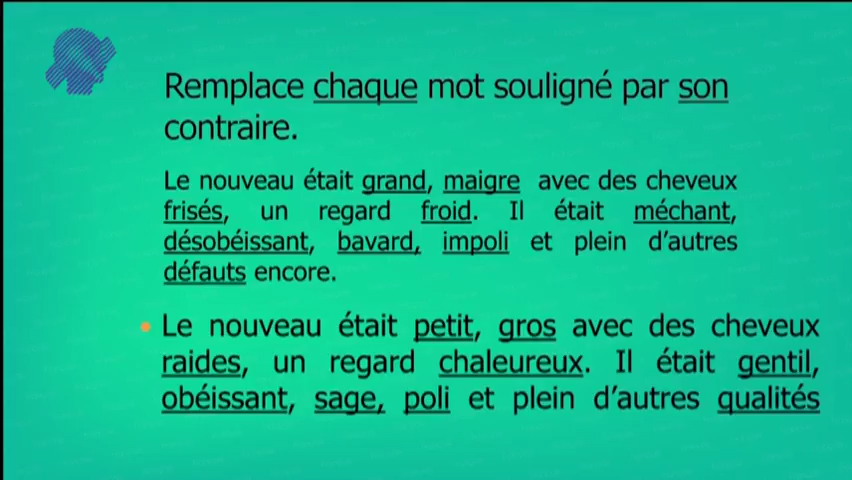 Remplace chaque mot souligné par son
contraire.
Le nouveau était grand, maigre avec des cheveux
frisés, un regard froid. Il était méchant,
désobéissant, bavard, impoli et plein d’autres
défauts encore.
• Le nouveau était petit, gros avec des cheveux
raides, un regard chaleureux. Il était gentil,
obéissant, sage, poli et plein d’autres qualités